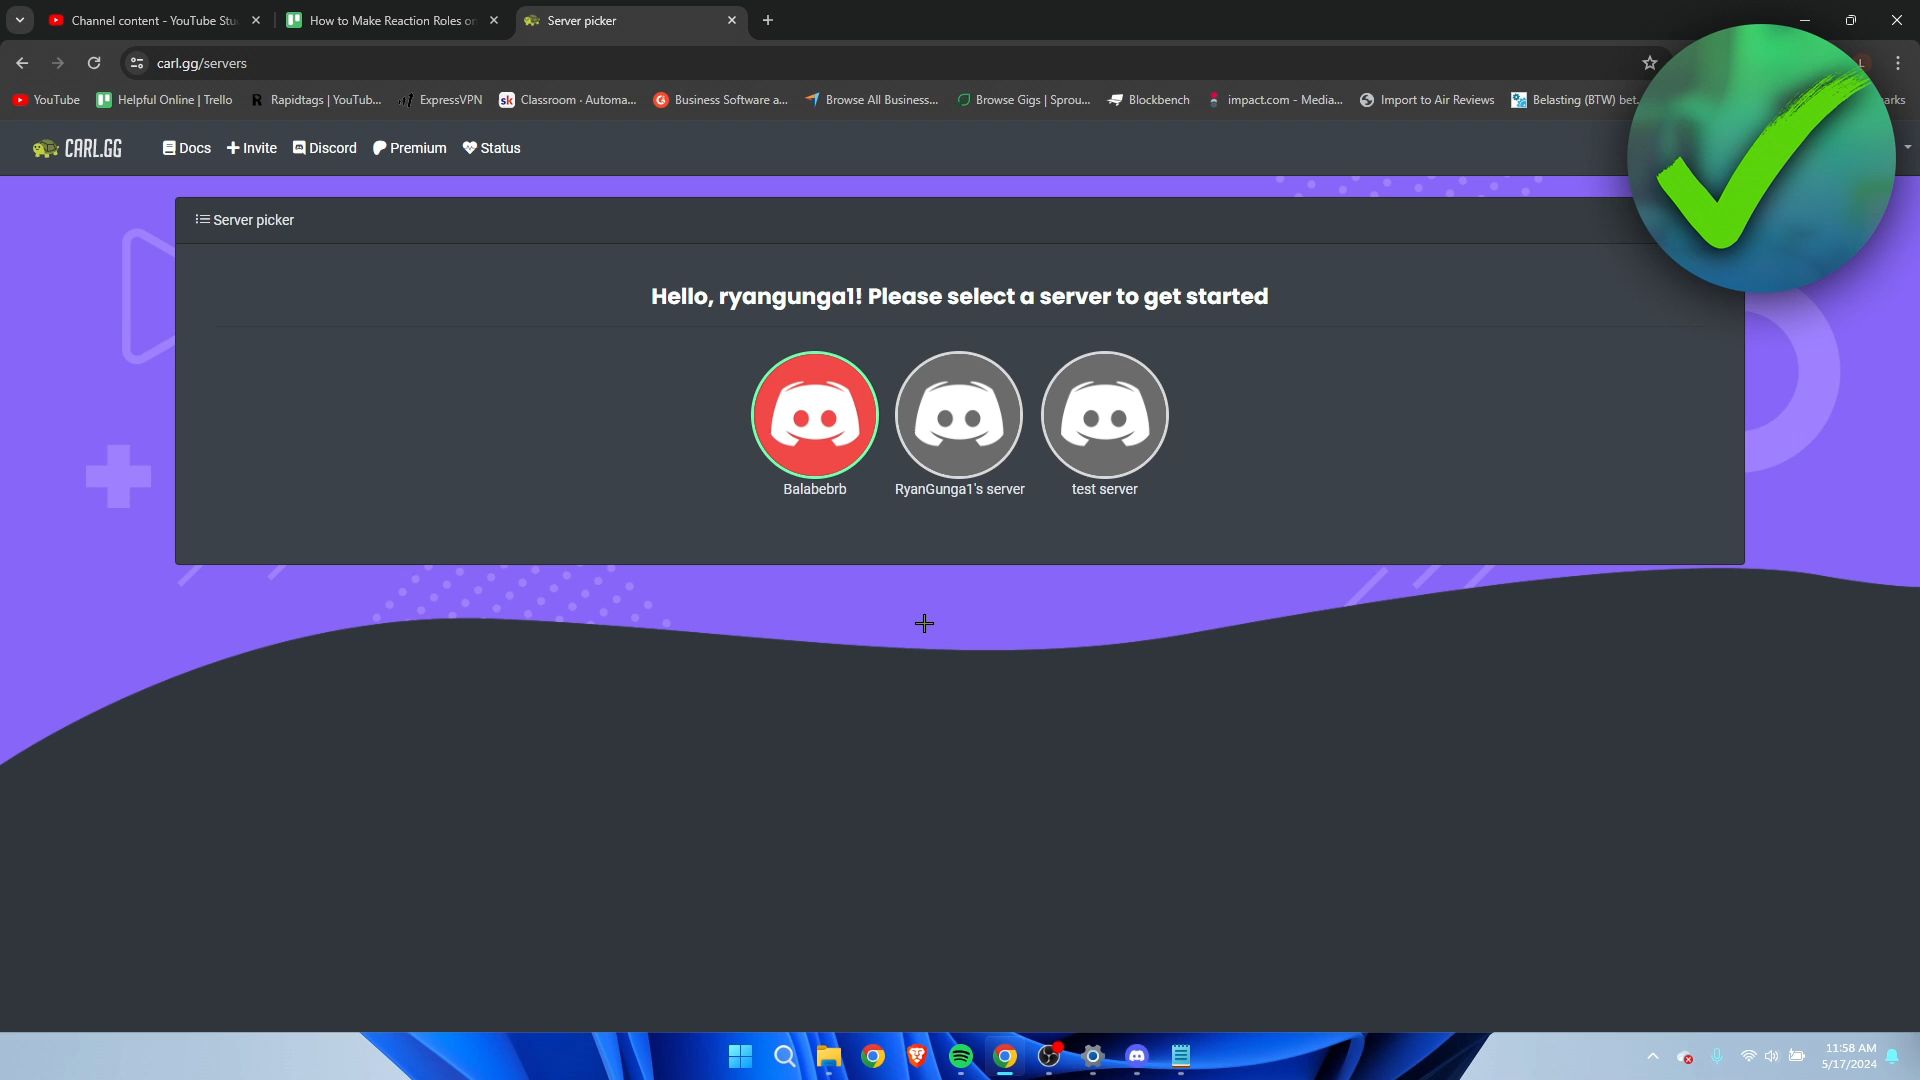 Channel content - YouTube Stu
How to Make Reaction Roles on
Server picker
carl.gg/servers
YouTube
Helpful Online | Trello
Rapidtags | YouTub...
ExpressVPN
Classroom - Automa...
Business Software a...
Browse All Business...
Browse Gigs | Sprou...
Blockbench
impact.com - Media...
Import to Air Reviews
Belasting (BTW) bet...
arks
CARL.GG
Docs
Invite
Discord
Premium
Status
Server picker
Hello, ryangunga1! Please select a server to get started
Balabebrb
RyanGunga1's server
test server
11:58 AM
5/17/2024